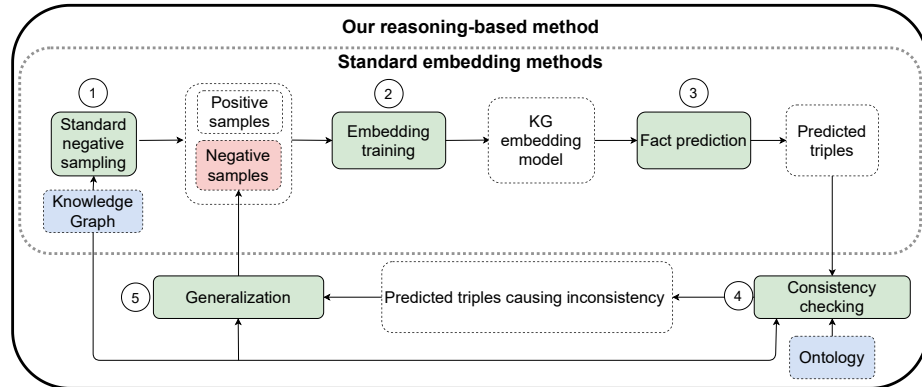 Our reasoning-based method
Standard embedding methods
1
2
3
Standard
negative
sampling
Positive
samples
Negative
samples
Embedding
training
KG
embedding
model
Fact prediction
Predicted
triples
Knowledge
Graph
5
Generalization
Predicted triples causing inconsistency
4
Consistency
checking
Ontology